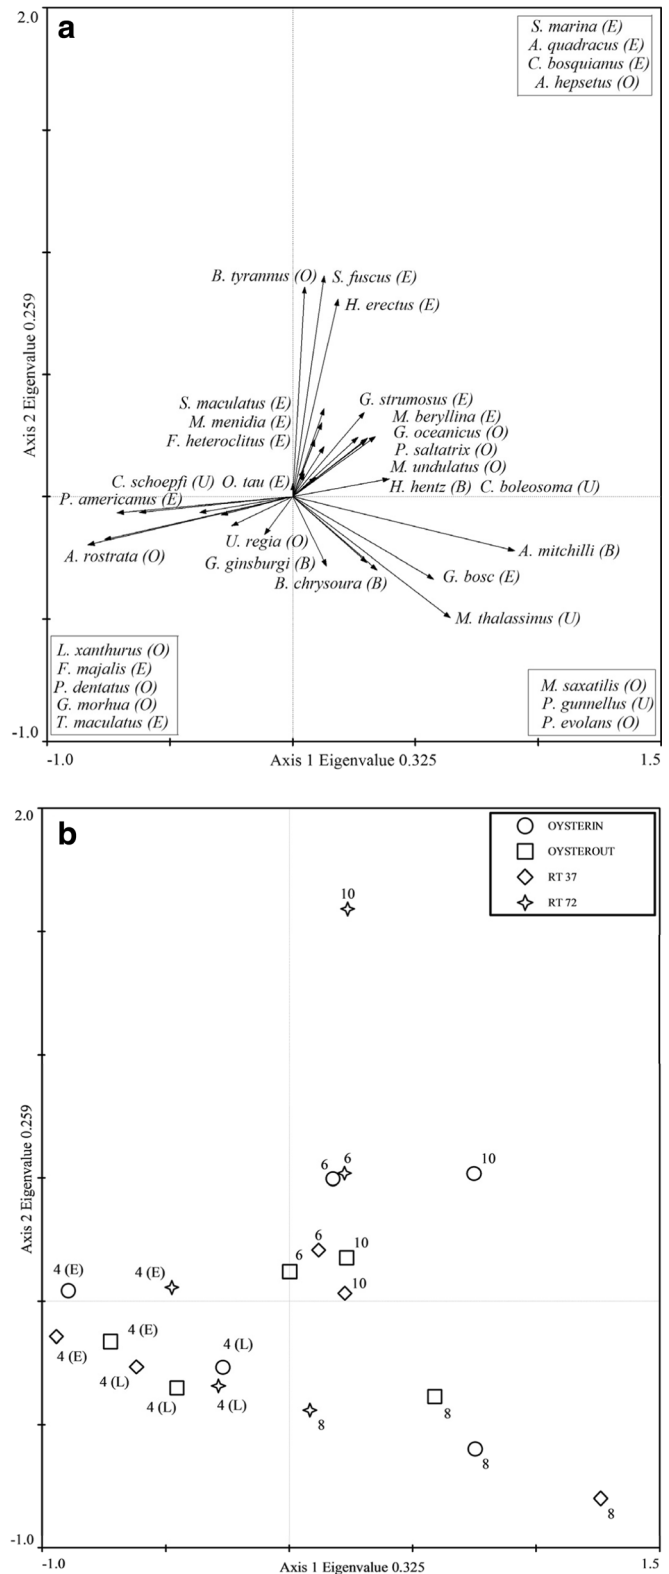 2.0
a
S. marina (E)
A. quadracus (E)
C. bosquianus (E)
A. hepsetus (O)
B. tyrannus (O) S. fuscus (E)
H. erectus (E)
Axis 2 Eigenvalue 0.259
S. maculatus (E) G. strumosus (E)
M. menidia (E) M. beryllina (E)
F. heteroclitus (E) G. oceanicus (O)
P. saltatrix (O)
M. undulatus (O)
C. schoepfi (U) O. tau (E) H. hentz (B) C. boleosoma (U)
P. americanus (E)
A. rostrata (O) U. regia (O) A. mitchilli (B)
G. ginsburgi (B)
B. chrysoura (B) G. bosc (E)
M. thalassinus (U)
L. xanthurus (O)
F. majalis (E)
P. dentatus (O)
G. morhua (O)
T. maculatus (E)
M. saxatilis (O)
P. gunnellus (U)
P. evolans (O)
-1.0
-1.0 Axis 1 Eigenvalue 0.325 1.5
2.0
b
OYSTERIN
OYSTEROUT
RT 37
RT 72
10
Axis 2 Eigenvalue 0.259
6 6 10
6 10
6
10
4 (E) 4 (E)
4 (E)
4 (E) 4 (L)
4 (L)
4 (L) 4 (L)
8 8
8
8
-1.0
-1.0 Axis 1 Eigenvalue 0.325 1.5